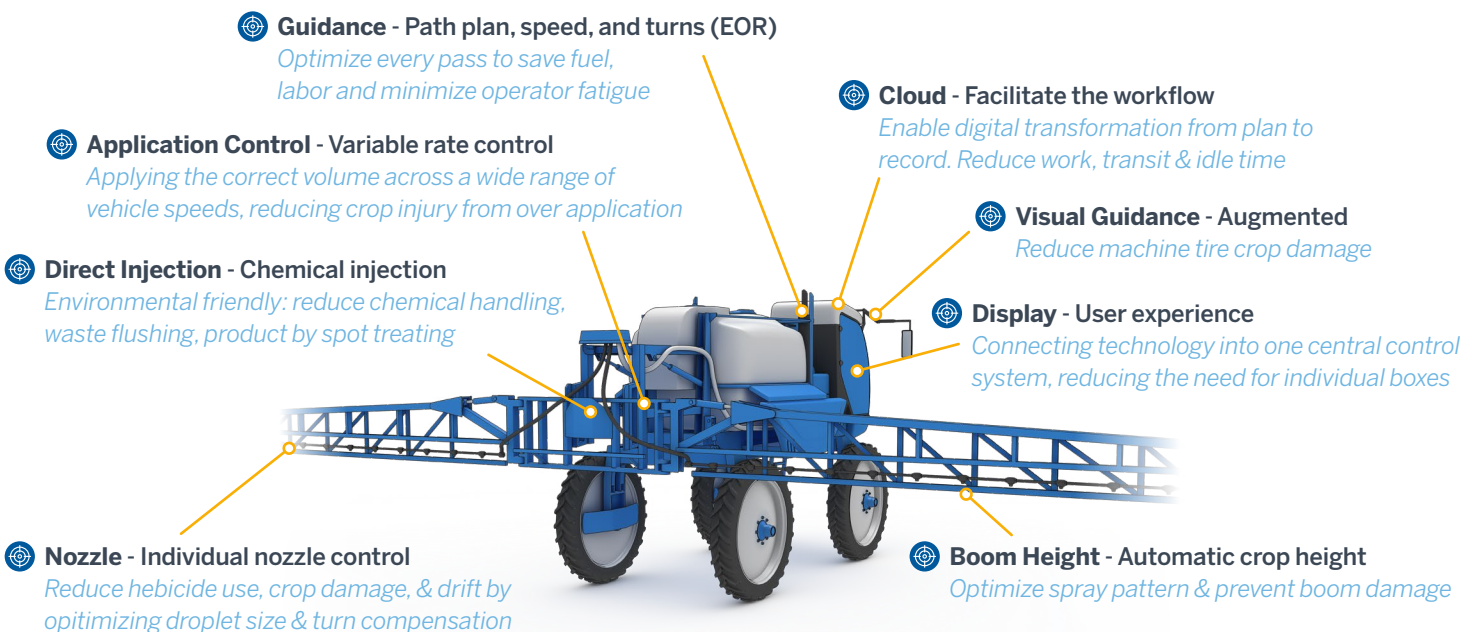 Guidance - Path plan, speed, and turns (EOR)
Optimize every pass to save fuel,
labor and minimize operator fatigue
Cloud - Facilitate the workflow
Enable digital transformation from plan to
record. Reduce work, transit & idle time
Application Control - Variable rate control
Applying the correct volume across a wide range of
vehicle speeds, reducing crop injury from over application
Visual Guidance - Augmented
Reduce machine tire crop damage
Direct Injection - Chemical injection
Environmental friendly: reduce chemical handling,
waste flushing, product by spot treating
Display - User experience
Connecting technology into one central control
system, reducing the need for individual boxes
Nozzle - Individual nozzle control
Reduce hebicide use, crop damage, & drift by
opitimizing droplet size & turn compensation
Boom Height - Automatic crop height
Optimize spray pattern & prevent boom damage